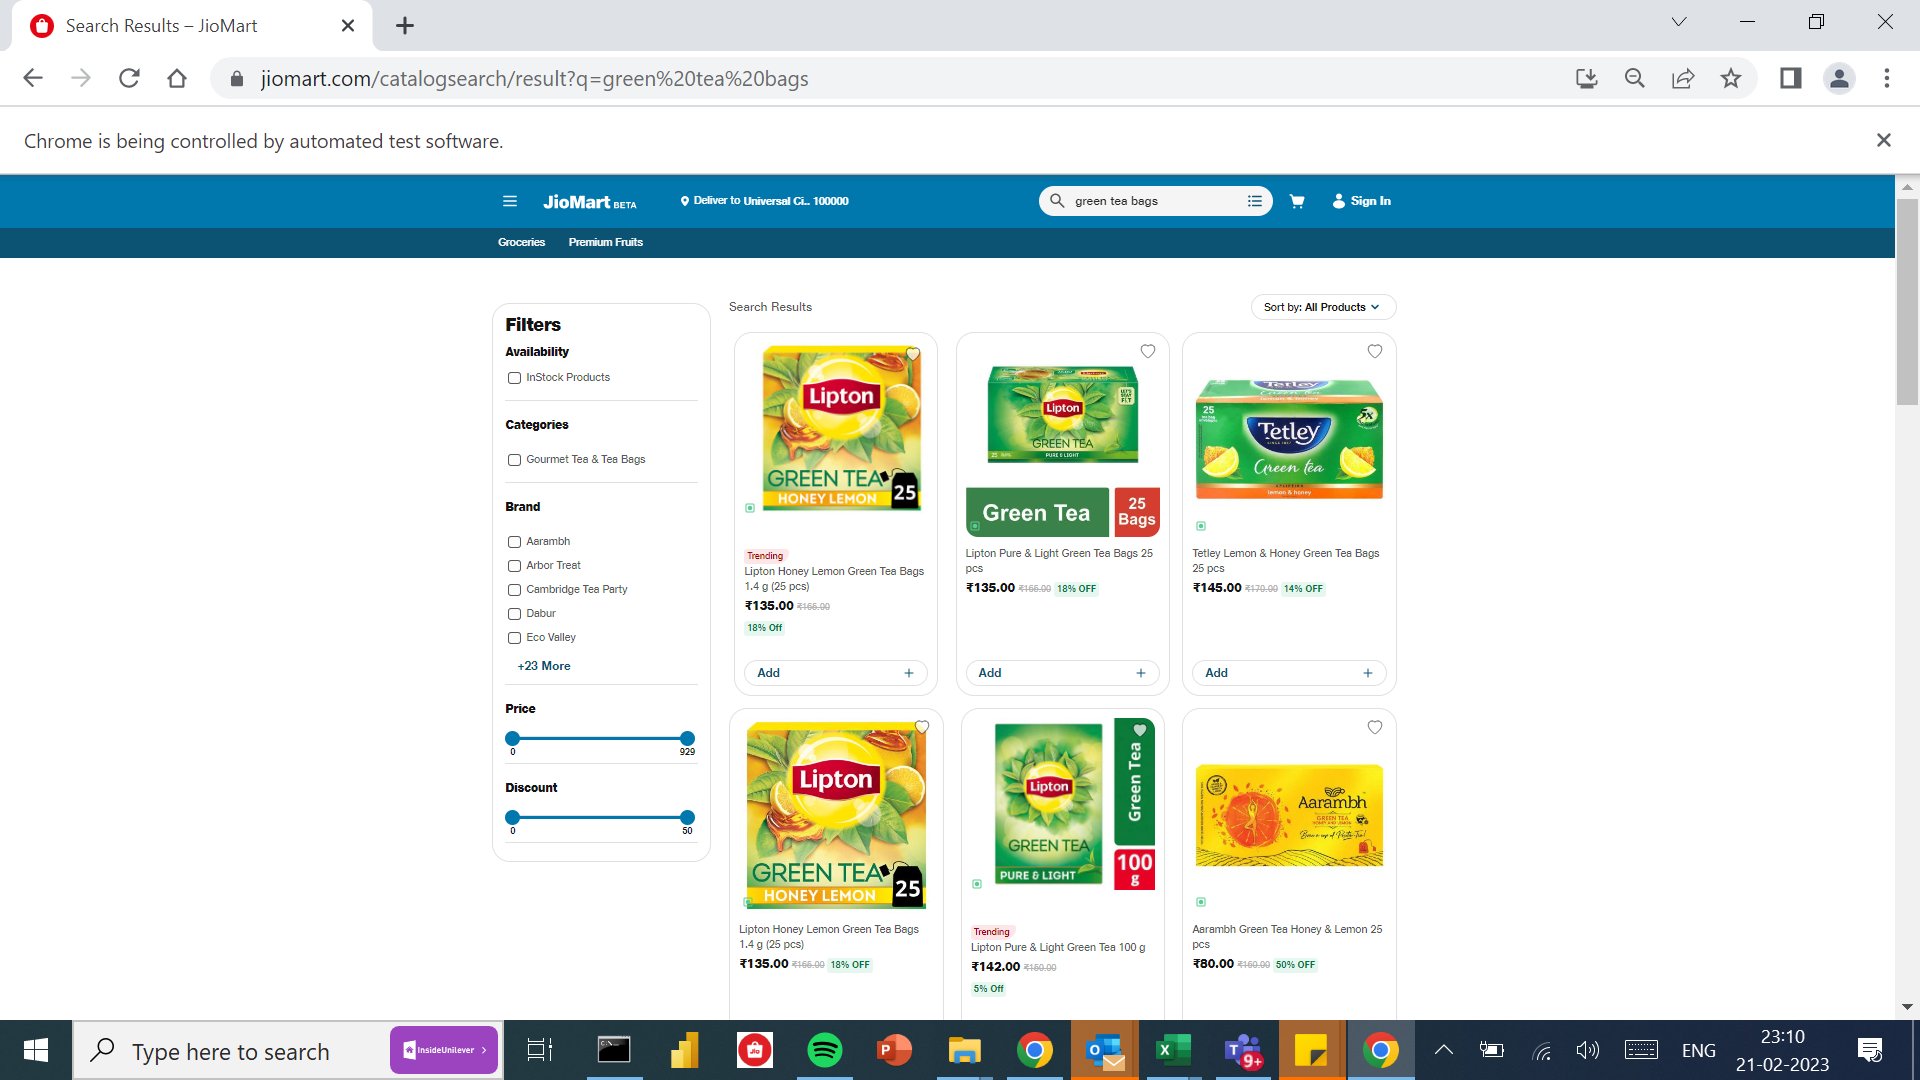 Search Results – JioMart
jiomart.com/catalogsearch/result?q=green%20tea%20bags
Chrome is being controlled by automated test software.
JioMart BETA
Deliver to Universal Ci... 100000
green tea bags
Sign In
Groceries
Premium Fruits
Filters
Availability
InStock Products
Categories
Gourmet Tea & Tea Bags
Brand
Aarambh
Arbor Treat
Cambridge Tea Party
Dabur
Eco Valley
+23 More
Price
0
929
Discount
0
50
Search Results
Sort by: All Products
Lipton
GREEN TEA
HONEY LEMON
25
Trending
Lipton Honey Lemon Green Tea Bags
1.4 g (25 pcs)
₹135.00 ₹165.00
18% Off
Add +
Lipton
GREEN TEA
PURE & LIGHT
Green Tea
25
Bags
Lipton Pure & Light Green Tea Bags 25
pcs
₹135.00 ₹165.00 18% OFF
Add +
25
Tetley
Green tea
lemon & honey
Tetley Lemon & Honey Green Tea Bags
25 pcs
₹145.00 ₹170.00 14% OFF
Add +
Lipton
GREEN TEA
HONEY LEMON
25
Lipton Honey Lemon Green Tea Bags
1.4 g (25 pcs)
₹135.00 ₹165.00 18% OFF
Lipton
GREEN TEA
PURE & LIGHT
Green Tea
100
g
Trending
Lipton Pure & Light Green Tea 100 g
₹142.00 ₹150.00
5% Off
Aarambh
GREEN TEA
HONEY AND LEMON
Aarambh Green Tea Honey & Lemon 25
pcs
₹80.00 ₹160.00 50% OFF
Type here to search
InsideUnilever
9+
ENG
23:10
21-02-2023